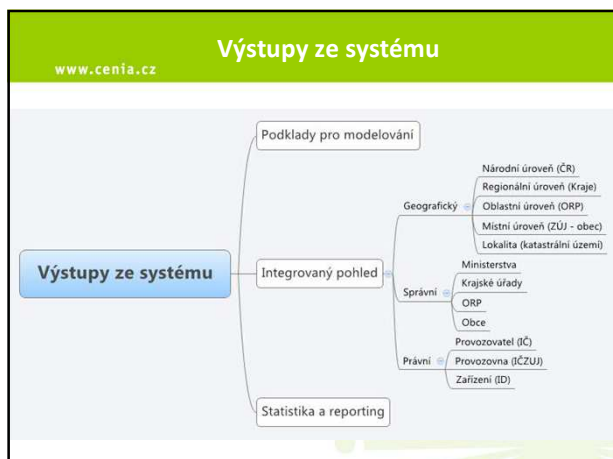 Výstupy ze systému
www.cenia.cz
Podklady pro modelování
Národní úroveň (ČR)
Regionální úroveň (Kraje)
Geografický
Oblastní úroveň (ORP)
Místní úroveň (ZÚJ - obec)
Lokalita (katastrální území)
Výstupy ze systému
Integrovaný pohled
Ministerstva
Krajské úřady
Správní
ORP
Obce
Provozovatel (IČ)
Právní
Provozovna (IČZUJ)
Zařízení (ID)
Statistika a reporting